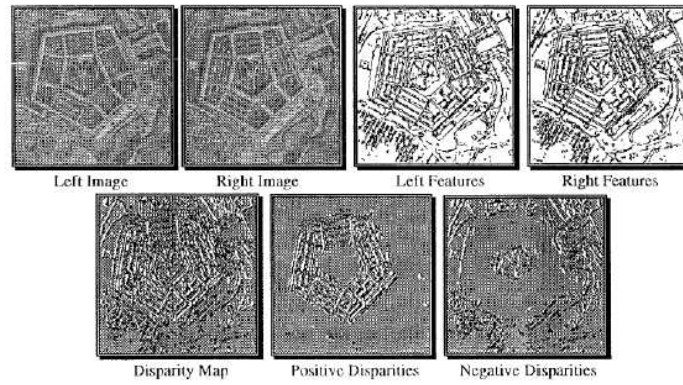 Left Image
Right Image
Left Features
Right Features
Disparity Map
Positive Disparities
Negative Disparities